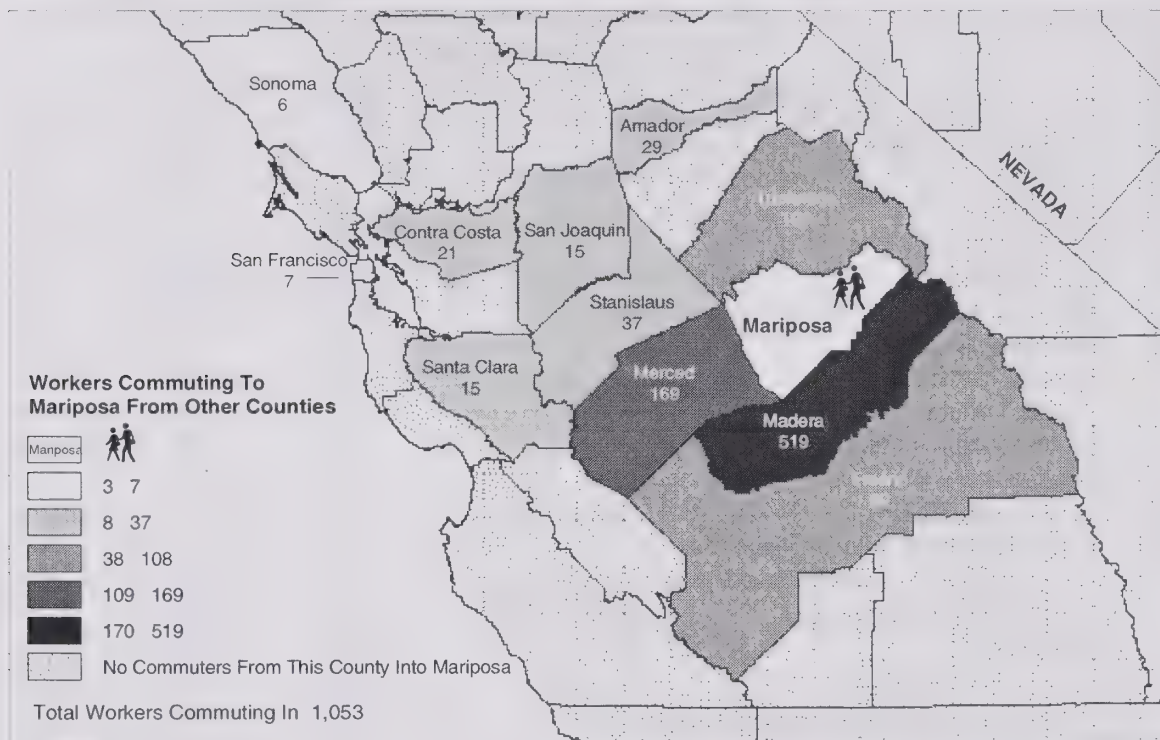 Sonoma
6
Amador
29
NEVADA
Contra Costa
21
San Joaquin
15
San Francisco
7
Stanislaus
37
Mariposa
Santa Clara
15
Merced
169
Madera
519
Workers Commuting To
Mariposa From Other Counties
Mariposa
3 7
8 37
38 108
109 169
170 519
No Commuters From This County Into Mariposa
Total Workers Commuting In 1,053